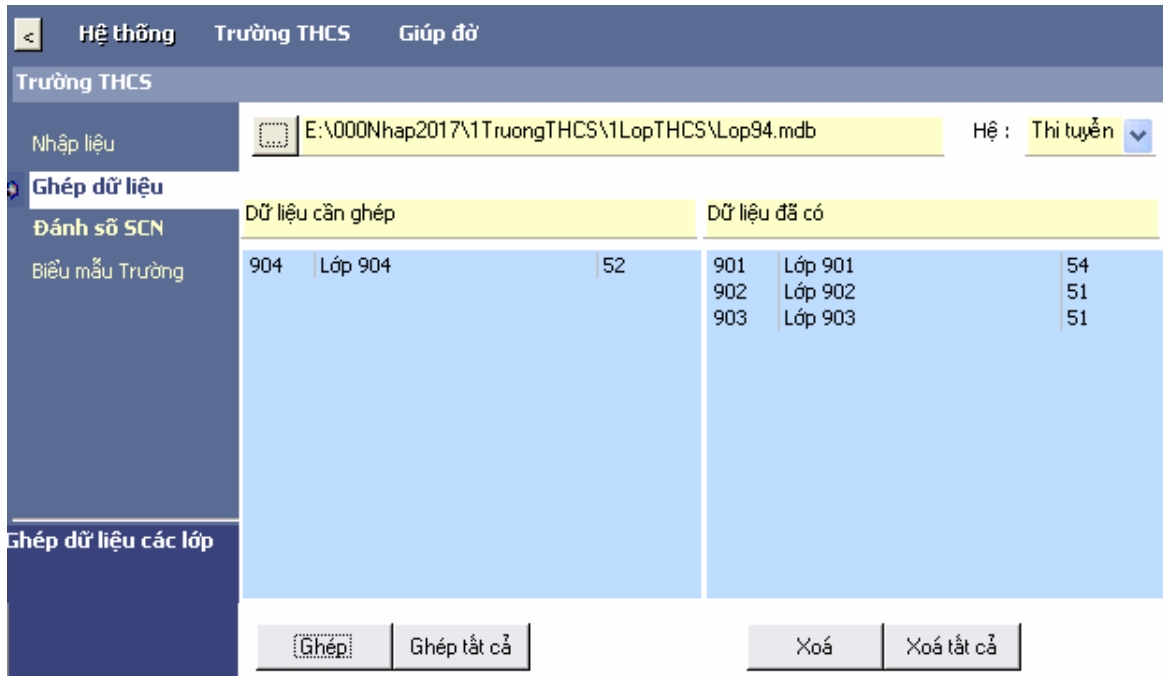 < Hệ thống Trường THCS Giúp đờ
Trường THCS
... E:\000Nhap2017\1TruongTHCS\1LopTHCS\Lop94.mdb Hệ : Thi tuyển
Nhập liệu
Ghép dữ liệu
Đánh số SCN
Biểu mẫu Trường
Ghép dữ liệu các lớp
Dữ liệu cần ghép
904 Lớp 904 52
Dữ liệu đã có
901 Lớp 901 54
902 Lớp 902 51
903 Lớp 903 51
Ghép Ghép tất cả Xoá Xoá tất cả